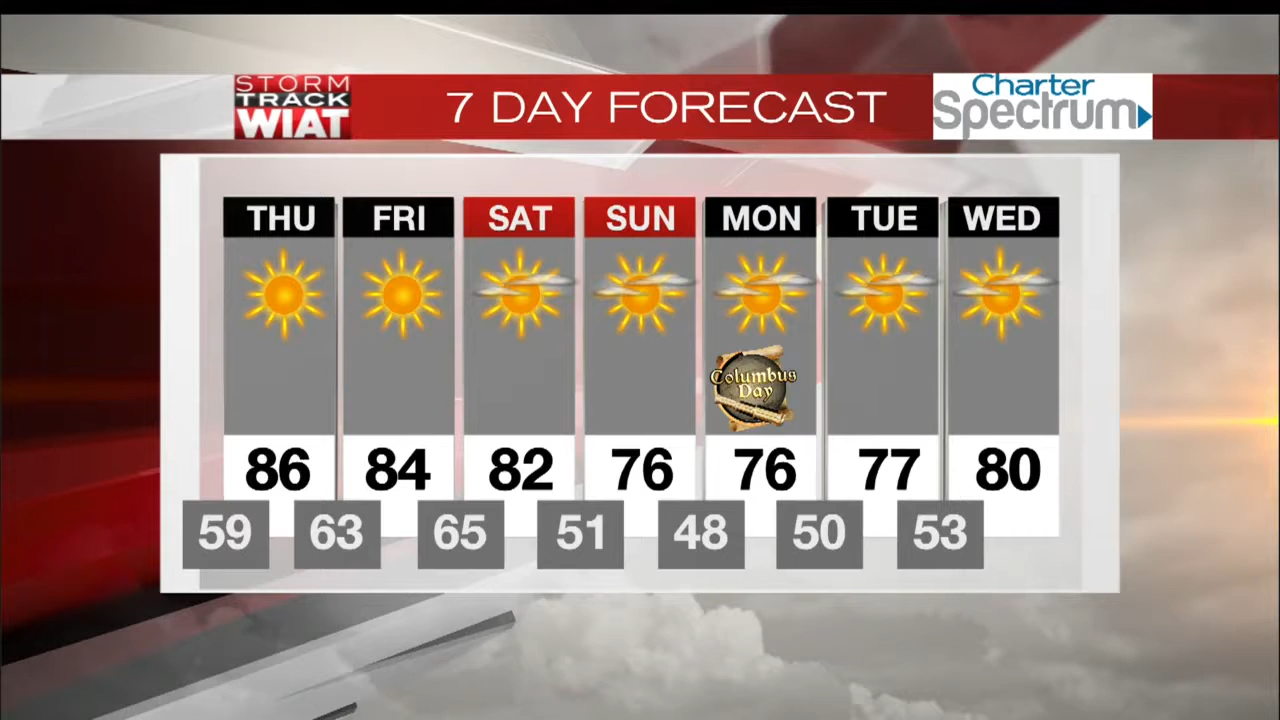 STORM
TRACK
WIAT
7 DAY FORECAST
Charter
Spectrum
THU FRI SAT SUN MON TUE WED
Columbus
Day
86 84 82 76 76 77 80
59 63 65 51 48 50 53